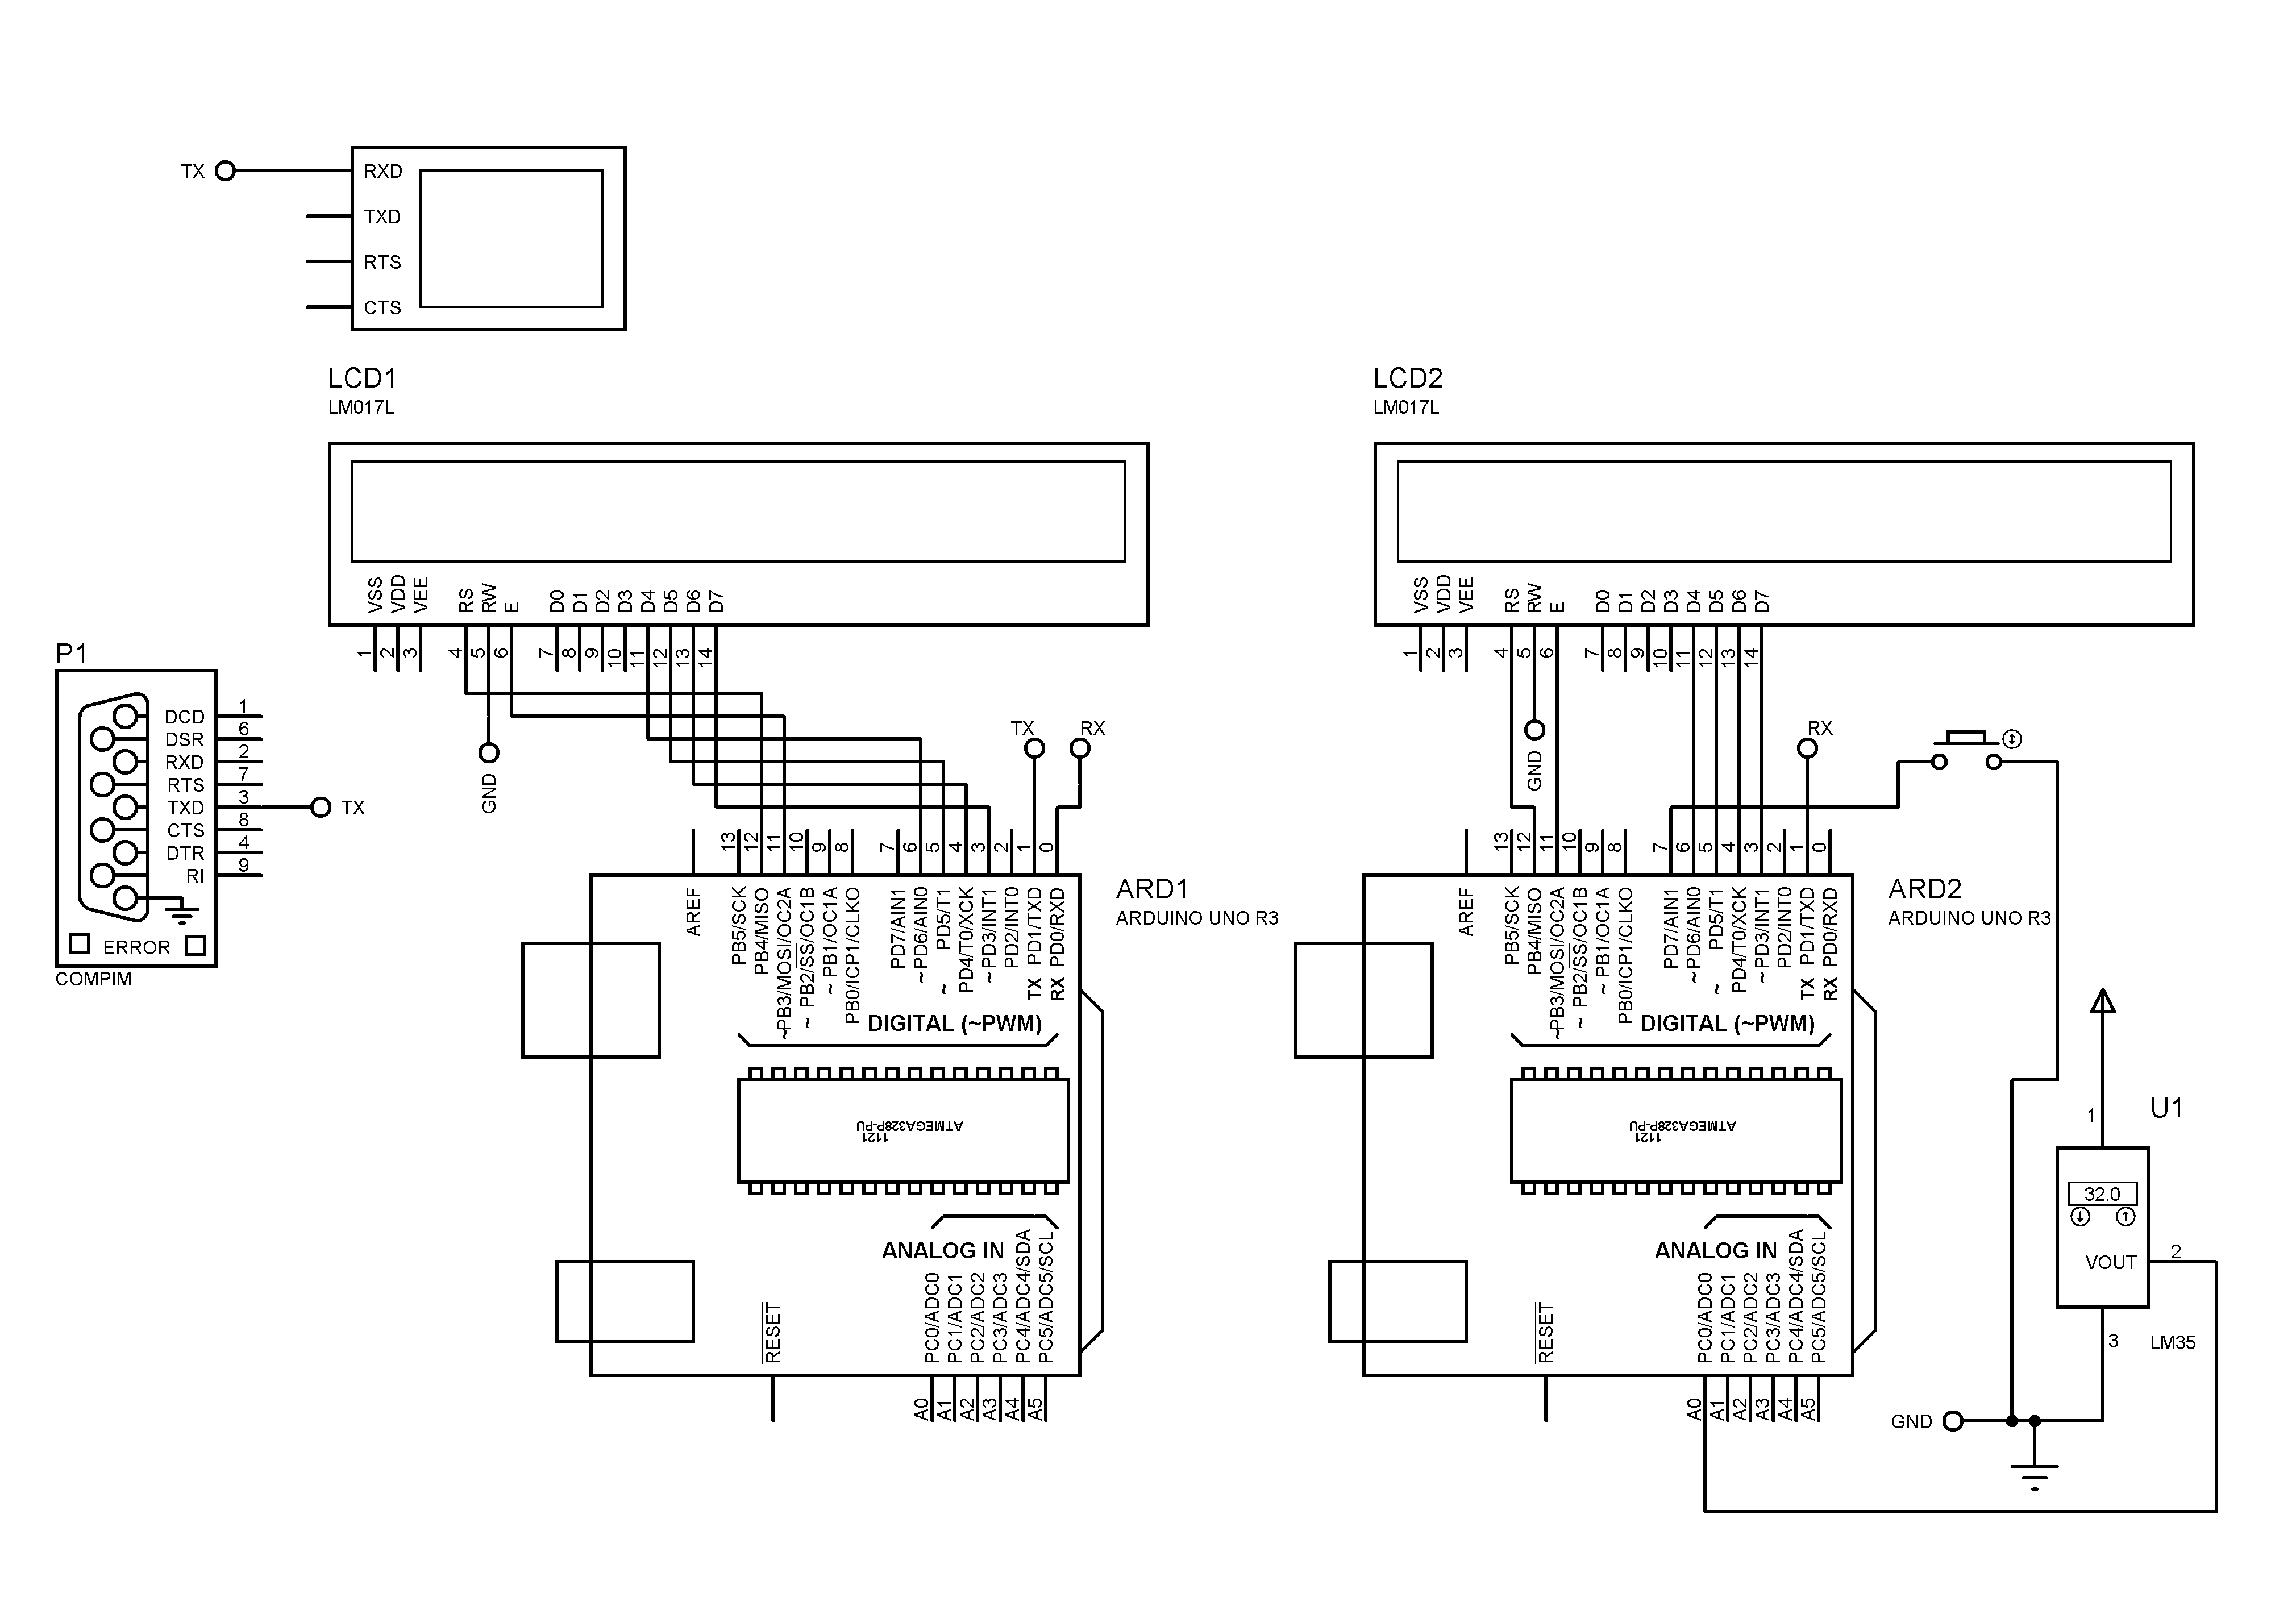 TX
RXD
TXD
RTS
CTS
LCD1
LM017L
VSS
VDD
VEE
RS
RW
E
D0
D1
D2
D3
D4
D5
D6
D7
1
2
3
4
5
6
7
8
9
10
11
12
13
14
GND
LCD2
LM017L
VSS
VDD
VEE
RS
RW
E
D0
D1
D2
D3
D4
D5
D6
D7
1
2
3
4
5
6
7
8
9
10
11
12
13
14
GND
P1
DCD 1
DSR 6
RXD 2
RTS 7
TXD 3
CTS 8
DTR 4
RI 9
ERROR
COMPIM
TX
TX
RX
13
12
11
10
9
8
7
6
5
4
3
2
1
0
ARD1
ARDUINO UNO R3
AREF
PB5/SCK
PB4/MISO
~PB3/MOSI/OC2A
~ PB2/SS/OC1B
~ PB1/OC1A
PB0/ICP1/CLKO
PD7/AIN1
~ PD6/AIN0
~ PD5/T1
PD4/T0/XCK
~ PD3/INT1
PD2/INT0
TX PD1/TXD
RX PD0/RXD
DIGITAL (~PWM)
ATMEGA328P-PU
1121
ANALOG IN
RESET
PC0/ADC0
PC1/ADC1
PC2/ADC2
PC3/ADC3
PC4/ADC4/SDA
PC5/ADC5/SCL
A0
A1
A2
A3
A4
A5
RX
13
12
11
10
9
8
7
6
5
4
3
2
1
0
ARD2
ARDUINO UNO R3
AREF
PB5/SCK
PB4/MISO
~PB3/MOSI/OC2A
~ PB2/SS/OC1B
~ PB1/OC1A
PB0/ICP1/CLKO
PD7/AIN1
~ PD6/AIN0
~ PD5/T1
PD4/T0/XCK
~ PD3/INT1
PD2/INT0
TX PD1/TXD
RX PD0/RXD
DIGITAL (~PWM)
ATMEGA328P-PU
1121
ANALOG IN
RESET
PC0/ADC0
PC1/ADC1
PC2/ADC2
PC3/ADC3
PC4/ADC4/SDA
PC5/ADC5/SCL
A0
A1
A2
A3
A4
A5
U1
1
32.0
VOUT
2
3
LM35
GND